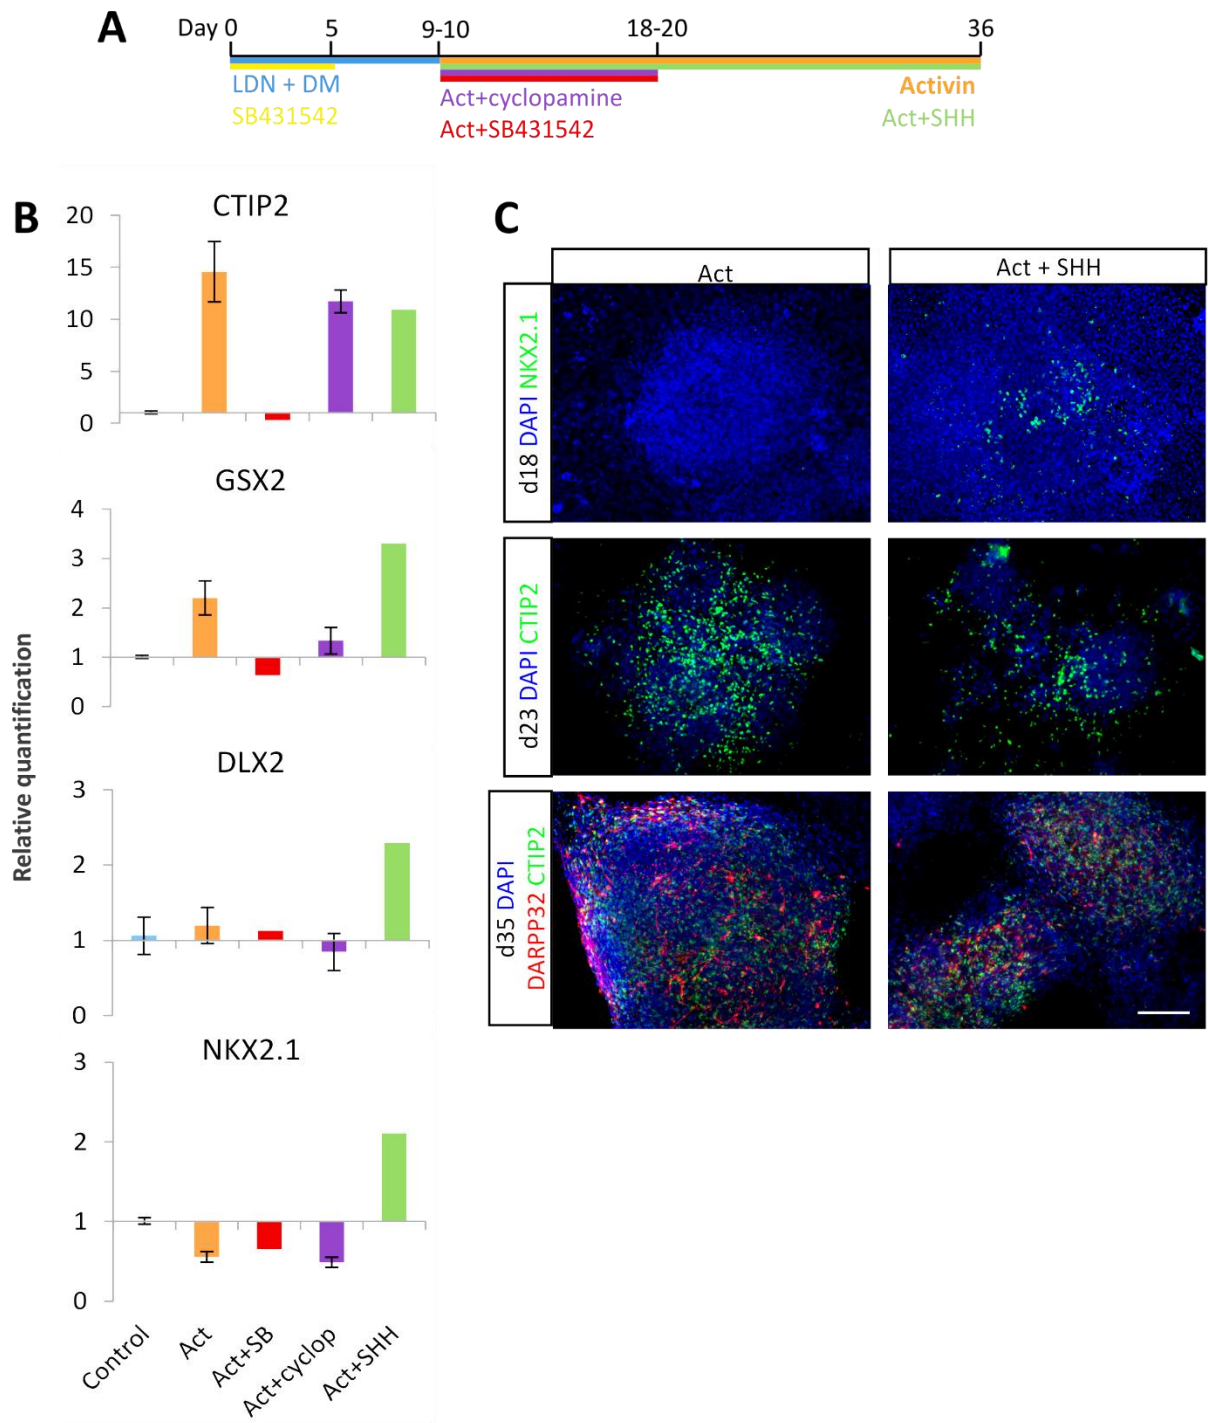 A
Day 0 5 9-10 18-20 36
LDN + DM
SB431542
Act+cyclopamine
Act+SB431542
Activin
Act+SHH
B
Relative quantification
CTIP2
20
15
10
5
0
GSX2
4
3
2
1
0
DLX2
3
2
1
0
NKX2.1
3
2
1
0
Control
Act
Act+SB
Act+cyclop
Act+SHH
C
Act
Act + SHH
d18 DAPI NKX2.1
d23 DAPI CTIP2
d35 DAPI
DARPP32 CTIP2